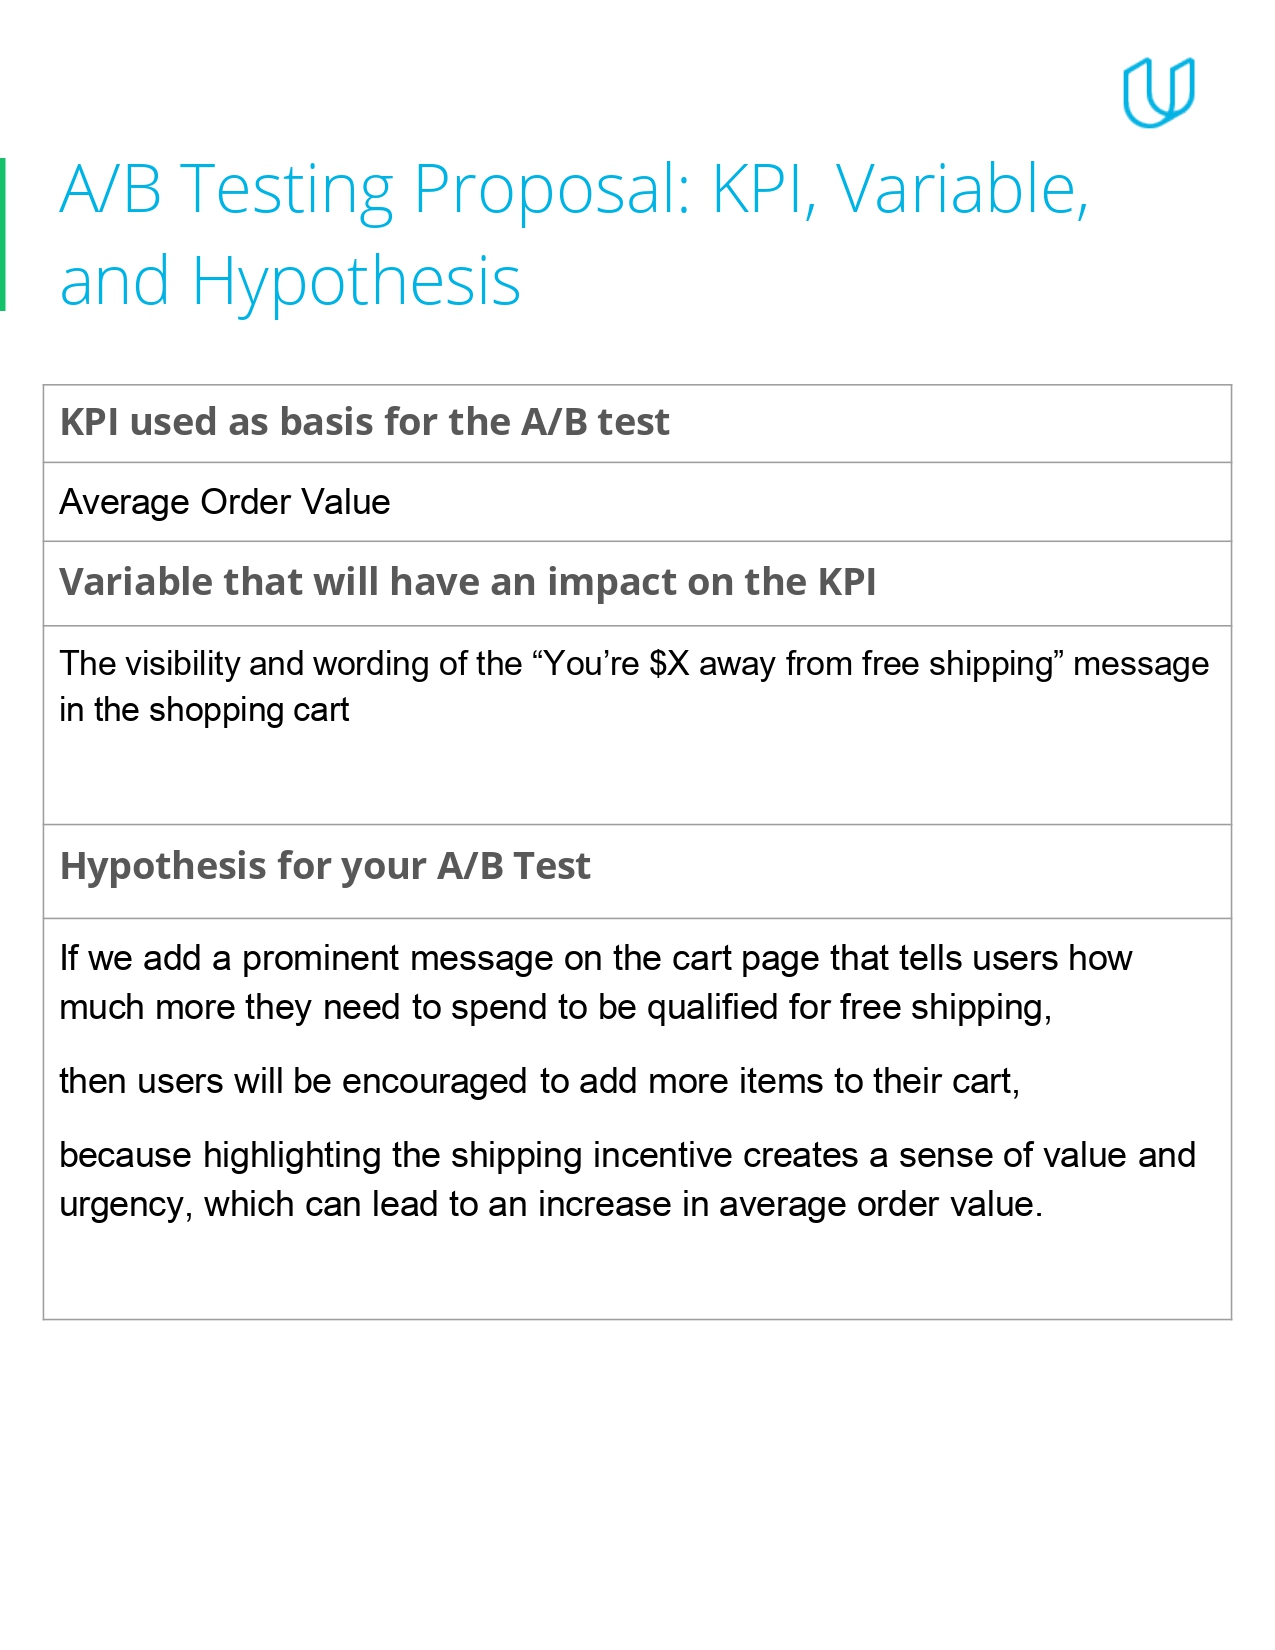 A/B Testing Proposal: KPI, Variable,
and Hypothesis
KPI used as basis for the A/B test
Average Order Value
Variable that will have an impact on the KPI
The visibility and wording of the “You’re $X away from free shipping” message
in the shopping cart
Hypothesis for your A/B Test
If we add a prominent message on the cart page that tells users how
much more they need to spend to be qualified for free shipping,
then users will be encouraged to add more items to their cart,
because highlighting the shipping incentive creates a sense of value and
urgency, which can lead to an increase in average order value.